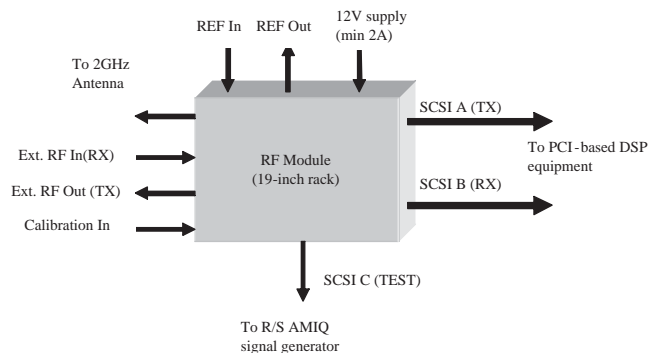 REF In
REF Out
12V supply
(min 2A)
To 2GHz
Antenna
SCSI A (TX)
To PCI-based DSP
equipment
Ext. RF In(RX)
RF Module
(19-inch rack)
Ext. RF Out (TX)
SCSI B (RX)
Calibration In
SCSI C (TEST)
To R/S AMIQ
signal generator